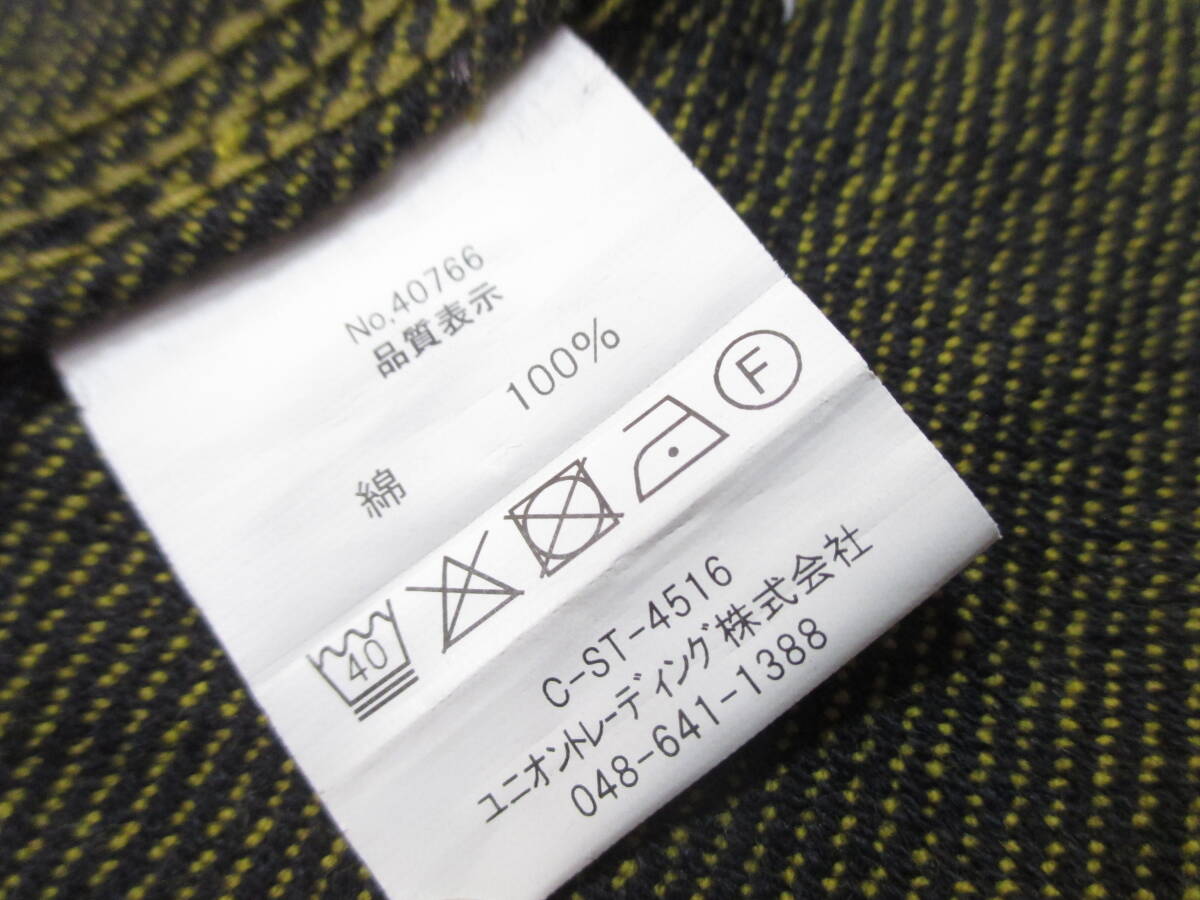 No.40766
品質表示
綿 100%
40 F
C-ST-4516
ユニオントレーディング株式会社
048-641-1388